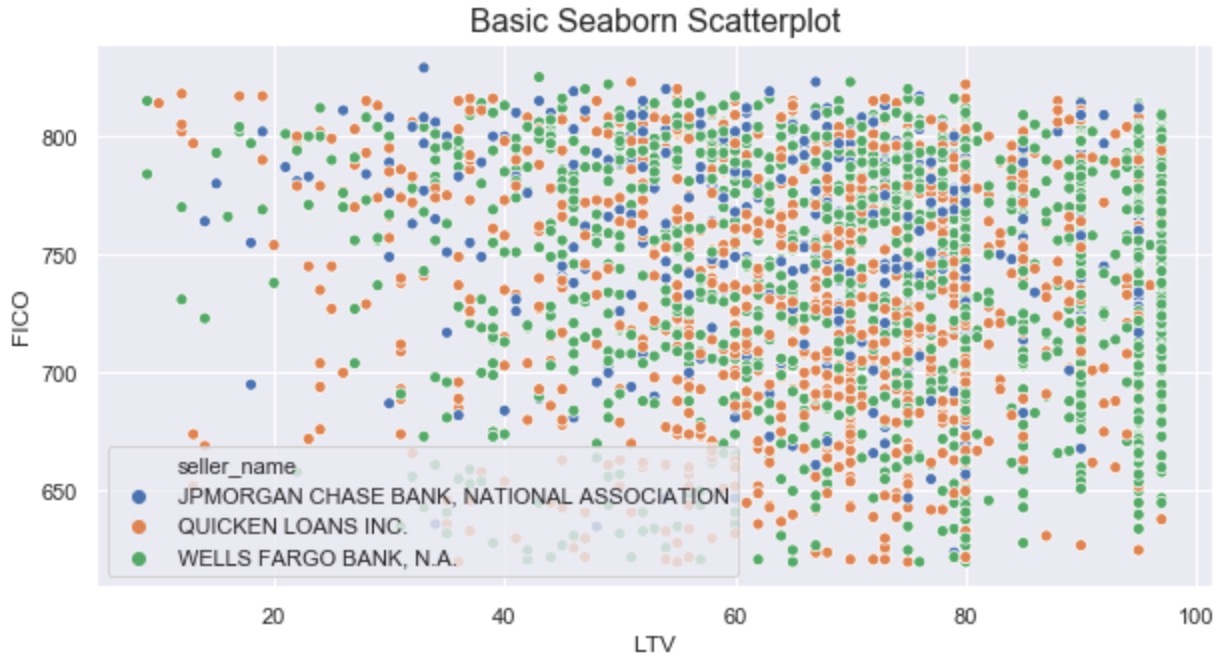 Basic Seaborn Scatterplot
FICO
800
750
700
650
seller_name
JPMORGAN CHASE BANK, NATIONAL ASSOCIATION
QUICKEN LOANS INC.
WELLS FARGO BANK, N.A.
20 40 60 80 100
LTV